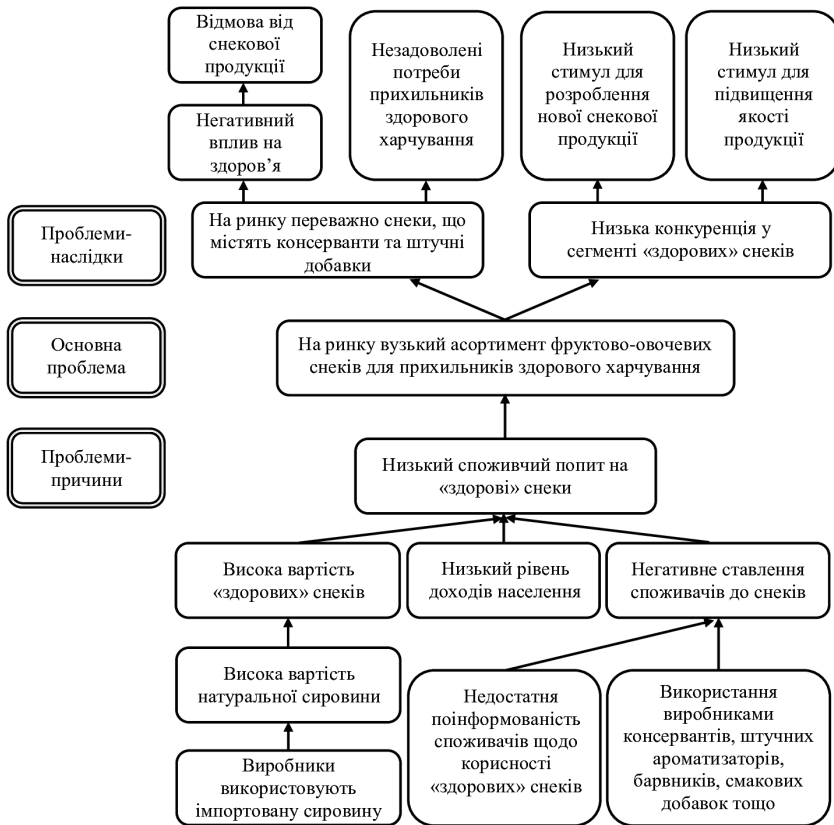 Відмова від
снекової
продукції
Незадоволені
потреби
прихильників
здорового
харчування
Низький
стимул для
розроблення
нової снекової
продукції
Низький
стимул для
підвищення
якості
продукції
Негативний
вплив на
здоров’я
Проблеми-
наслідки
На ринку переважно снеки, що
містять консерванти та штучні
добавки
Низька конкуренція у
сегменті «здорових» снеків
Основна
проблема
На ринку вузький асортимент фруктово-овочевих
снеків для прихильників здорового харчування
Проблеми-
причини
Низький споживчий попит на
«здорові» снеки
Висока вартість
«здорових» снеків
Низький рівень
доходів населення
Негативне ставлення
споживачів до снеків
Висока вартість
натуральної сировини
Недостатня
поінформованість
споживачів щодо
корисності
«здорових» снеків
Використання
виробниками
консервантів, штучних
ароматизаторів,
барвників, смакових
добавок тощо
Виробники
використовують
імпортовану сировину